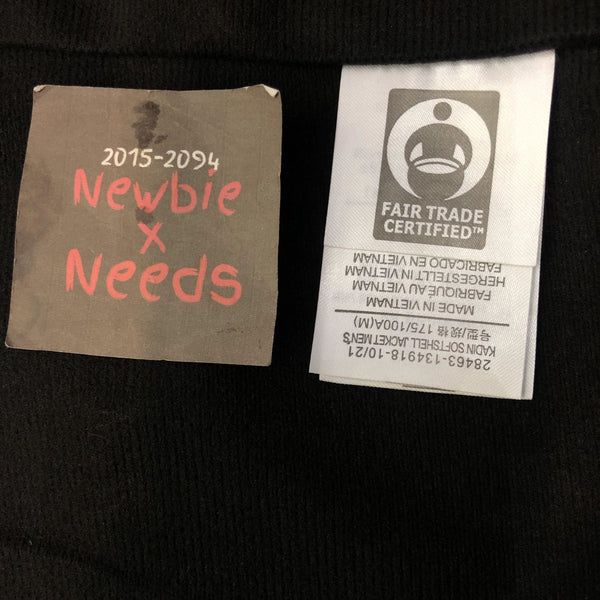 2015-2094
Newbie
x
Needs
FAIR TRADE
CERTIFIED™
28463-134918-10/21
KADIN SOFTSHELL JACKET MEN'S
号型/规格 175/100A(M)
MADE IN VIETNAM
FABRIQUÉ AU VIETNAM
HERGESTELLT IN VIETNAM
FABRICADO EN VIETNAM